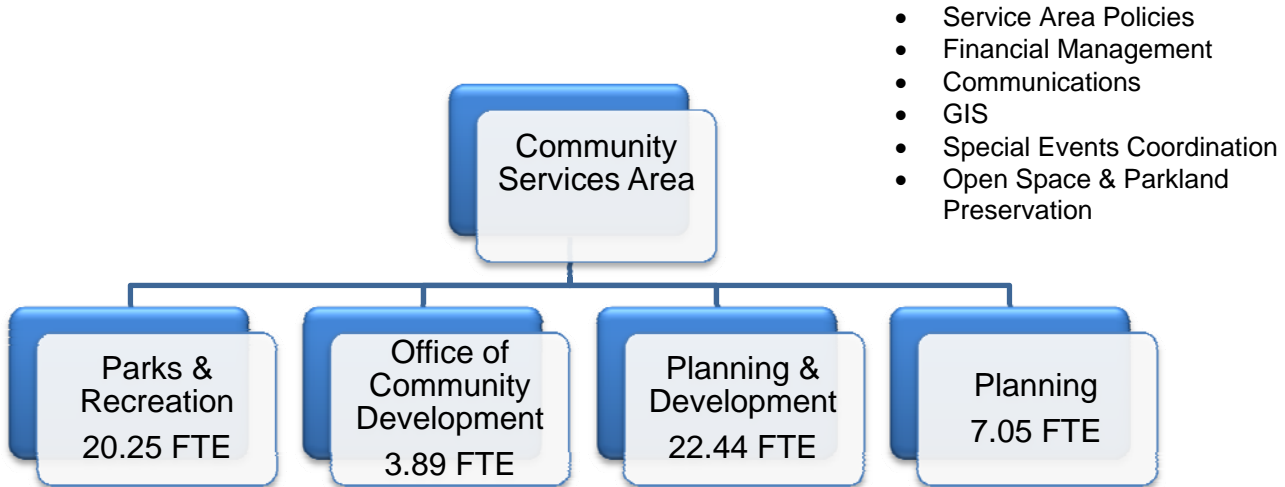 • Service Area Policies
• Financial Management
• Communications
• GIS
• Special Events Coordination
• Open Space & Parkland
Preservation
Community
Services Area
Parks &
Recreation
20.25 FTE
Office of
Community
Development
3.89 FTE
Planning &
Development
22.44 FTE
Planning
7.05 FTE